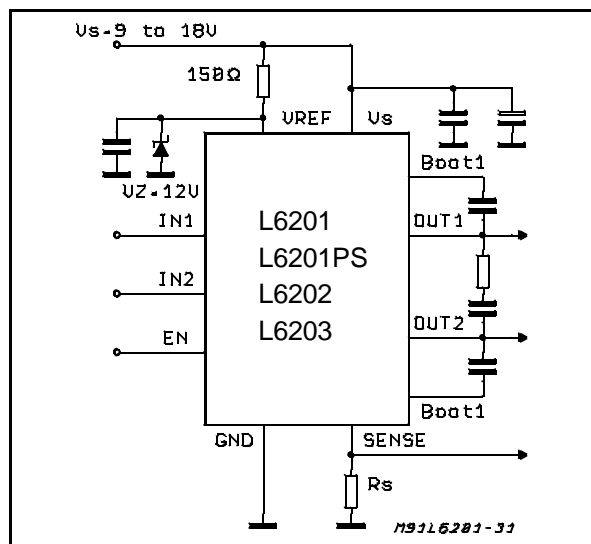 Vs=9 to 18V
150Ω
VREF
Vs
VZ=12V
Boot1
IN1
OUT1
L6201
L6201PS
L6202
L6203
IN2
EN
OUT2
Boot1
GND
SENSE
Rs
M91L6201-31